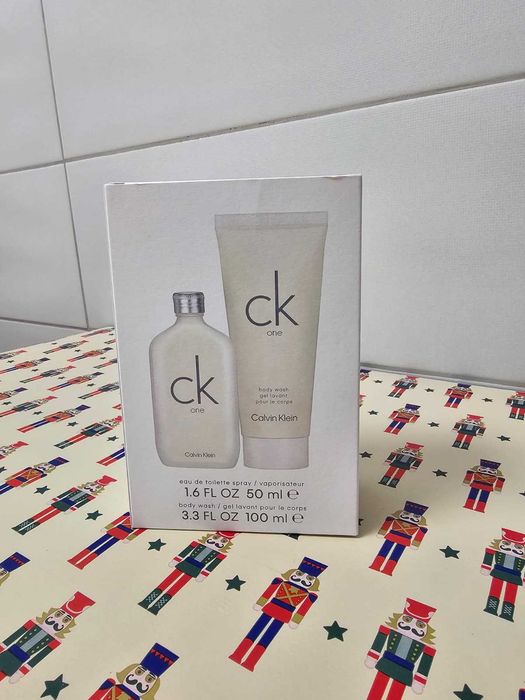 ck
one
body wash
gel lavant
pour le corps
Calvin Klein
ck
one
Calvin Klein
eau de toilette spray / vaporisateur
1.6 FL OZ 50 ml ℮
body wash / gel lavant pour le corps
3.3 FL OZ 100 ml ℮